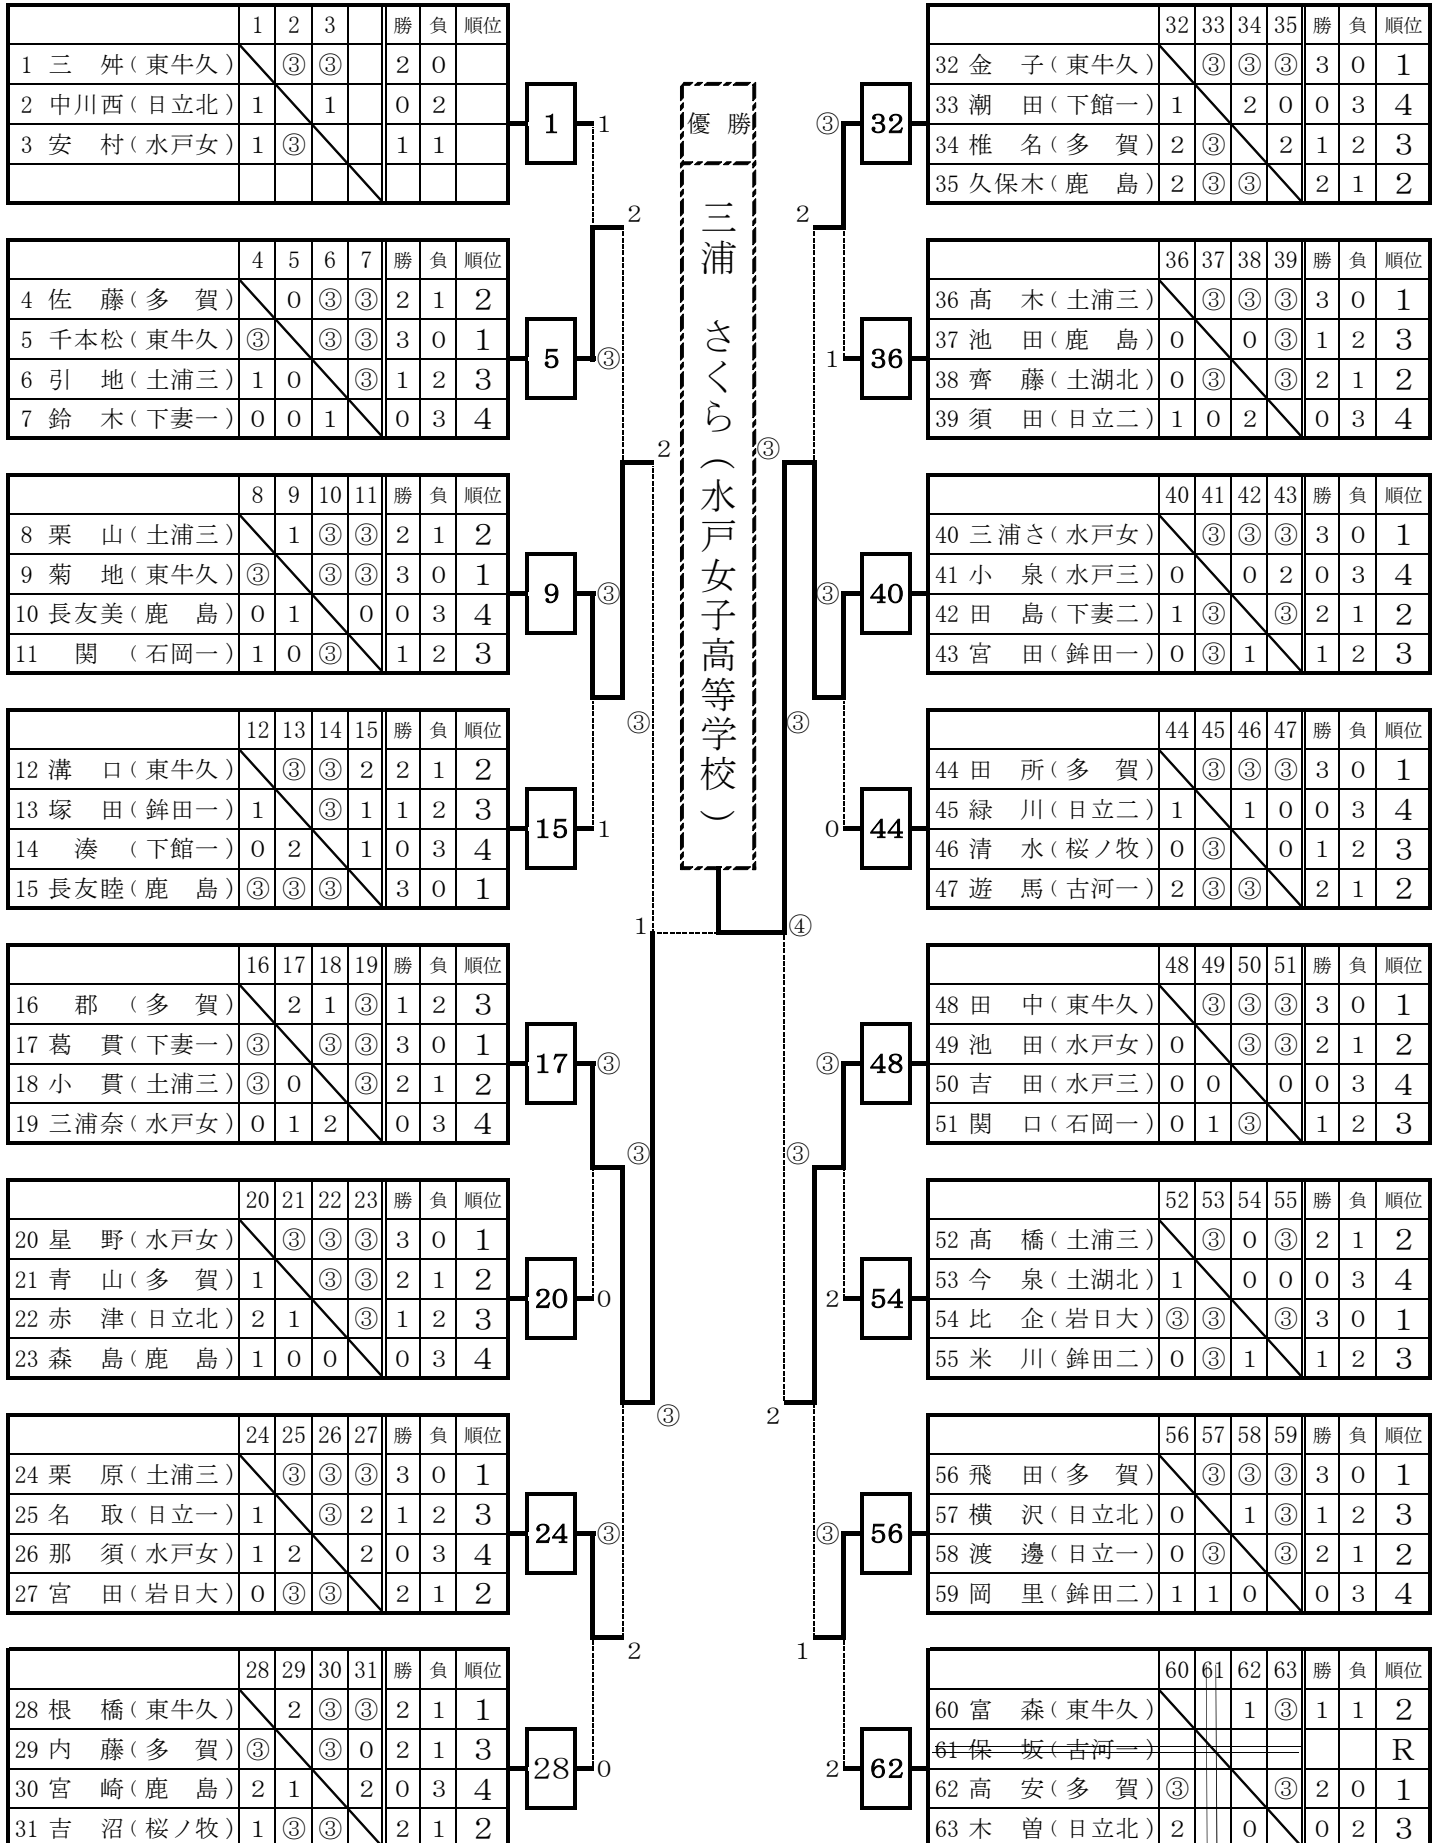 1 2 3 勝 負 順位
1 三 舛(東牛久) ③ ③ 2 0
2 中川西(日立北) 1 1 0 2
3 安 村(水戸女) 1 ③ 1 1
4 5 6 7 勝 負 順位
4 佐 藤(多 賀) 0 ③ ③ 2 1 2
5 千本松(東牛久) ③ ③ ③ 3 0 1
6 引 地(土浦三) 1 0 ③ 1 2 3
7 鈴 木(下妻一) 0 0 1 0 3 4
8 9 10 11 勝 負 順位
8 栗 山(土浦三) 1 ③ ③ 2 1 2
9 菊 地(東牛久) ③ ③ ③ 3 0 1
10 長友美(鹿 島) 0 1 0 0 3 4
11 関 (石岡一) 1 0 ③ 1 2 3
12 13 14 15 勝 負 順位
12 溝 口(東牛久) ③ ③ 2 2 1 2
13 塚 田(鉾田一) 1 ③ 1 1 2 3
14 湊 (下館一) 0 2 1 0 3 4
15 長友睦(鹿 島) ③ ③ ③ 3 0 1
16 17 18 19 勝 負 順位
16 郡 (多 賀) 2 1 ③ 1 2 3
17 葛 貫(下妻一) ③ ③ ③ 3 0 1
18 小 貫(土浦三) ③ 0 ③ 2 1 2
19 三浦奈(水戸女) 0 1 2 0 3 4
20 21 22 23 勝 負 順位
20 星 野(水戸女) ③ ③ ③ 3 0 1
21 青 山(多 賀) 1 ③ ③ 2 1 2
22 赤 津(日立北) 2 1 ③ 1 2 3
23 森 島(鹿 島) 1 0 0 0 3 4
24 25 26 27 勝 負 順位
24 栗 原(土浦三) ③ ③ ③ 3 0 1
25 名 取(日立一) 1 ③ 2 1 2 3
26 那 須(水戸女) 1 2 2 0 3 4
27 宮 田(岩日大) 0 ③ ③ 2 1 2
28 29 30 31 勝 負 順位
28 根 橋(東牛久) 2 ③ ③ 2 1 1
29 内 藤(多 賀) ③ ③ 0 2 1 3
30 宮 崎(鹿 島) 2 1 2 0 3 4
31 吉 沼(桜ノ牧) 1 ③ ③ 2 1 2
1 1
2
5 ③
2
9 ③
③
15 1
1
17 ③
③
20 0
③
24 ③
2
28 0
優 勝
三浦 さくら(水戸女子高等学校)
③ 32
2
1 36
③
③ 40
③
0 44
④
③ 48
③
2 54
2
③ 56
1
2 62
32 33 34 35 勝 負 順位
32 金 子(東牛久) ③ ③ ③ 3 0 1
33 潮 田(下館一) 1 2 0 0 3 4
34 椎 名(多 賀) 2 ③ 2 1 2 3
35 久保木(鹿 島) 2 ③ ③ 2 1 2
36 37 38 39 勝 負 順位
36 髙 木(土浦三) ③ ③ ③ 3 0 1
37 池 田(鹿 島) 0 0 ③ 1 2 3
38 齊 藤(土湖北) 0 ③ ③ 2 1 2
39 須 田(日立二) 1 0 2 0 3 4
40 41 42 43 勝 負 順位
40 三浦さ(水戸女) ③ ③ ③ 3 0 1
41 小 泉(水戸三) 0 0 2 0 3 4
42 田 島(下妻二) 1 ③ ③ 2 1 2
43 宮 田(鉾田一) 0 ③ 1 1 2 3
44 45 46 47 勝 負 順位
44 田 所(多 賀) ③ ③ ③ 3 0 1
45 緑 川(日立二) 1 1 0 0 3 4
46 清 水(桜ノ牧) 0 ③ 0 1 2 3
47 遊 馬(古河一) 2 ③ ③ 2 1 2
48 49 50 51 勝 負 順位
48 田 中(東牛久) ③ ③ ③ 3 0 1
49 池 田(水戸女) 0 ③ ③ 2 1 2
50 吉 田(水戸三) 0 0 0 0 3 4
51 関 口(石岡一) 0 1 ③ 1 2 3
52 53 54 55 勝 負 順位
52 髙 橋(土浦三) ③ 0 ③ 2 1 2
53 今 泉(土湖北) 1 0 0 0 3 4
54 比 企(岩日大) ③ ③ ③ 3 0 1
55 米 川(鉾田二) 0 ③ 1 1 2 3
56 57 58 59 勝 負 順位
56 飛 田(多 賀) ③ ③ ③ 3 0 1
57 横 沢(日立北) 0 1 ③ 1 2 3
58 渡 邊(日立一) 0 ③ ③ 2 1 2
59 岡 里(鉾田二) 1 1 0 0 3 4
60 61 62 63 勝 負 順位
60 富 森(東牛久) 1 ③ 1 1 2
61 保 坂(古河一) R
62 高 安(多 賀) ③ ③ 2 0 1
63 木 曽(日立北) 2 0 0 2 3